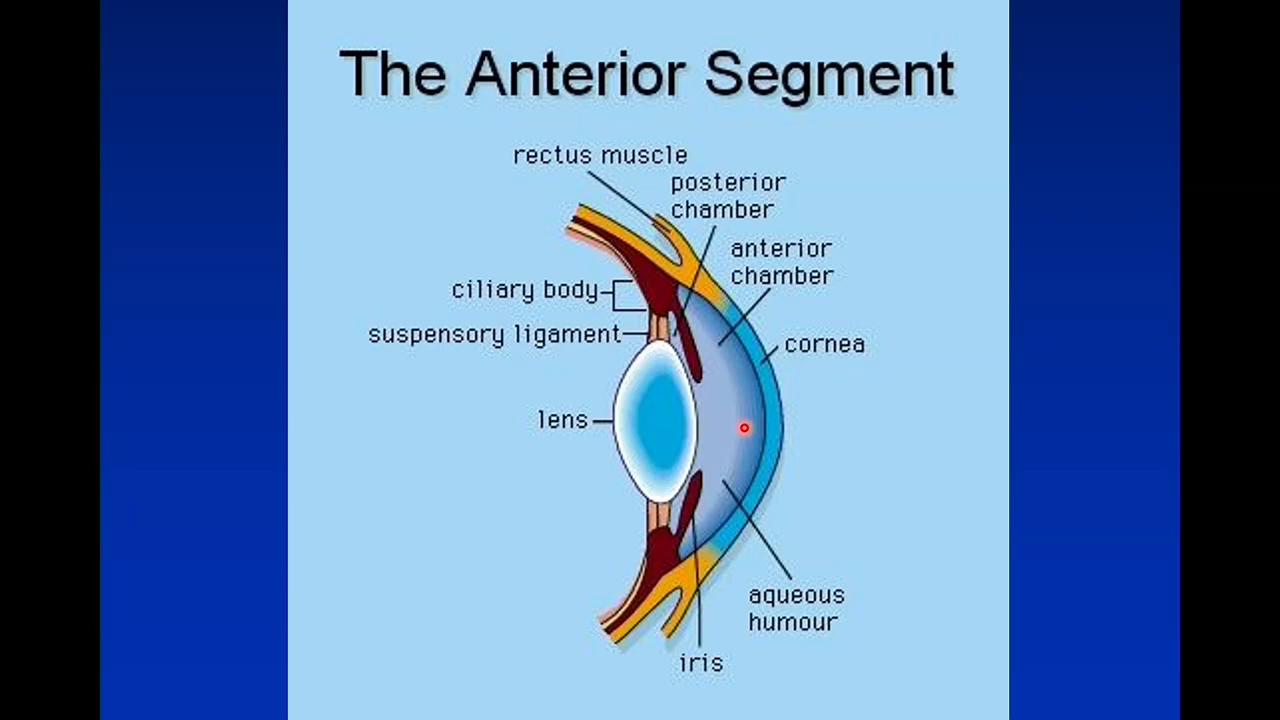 The Anterior Segment
rectus muscle
posterior
chamber
anterior
chamber
ciliary body
suspensory ligament
cornea
lens
aqueous
humour
iris